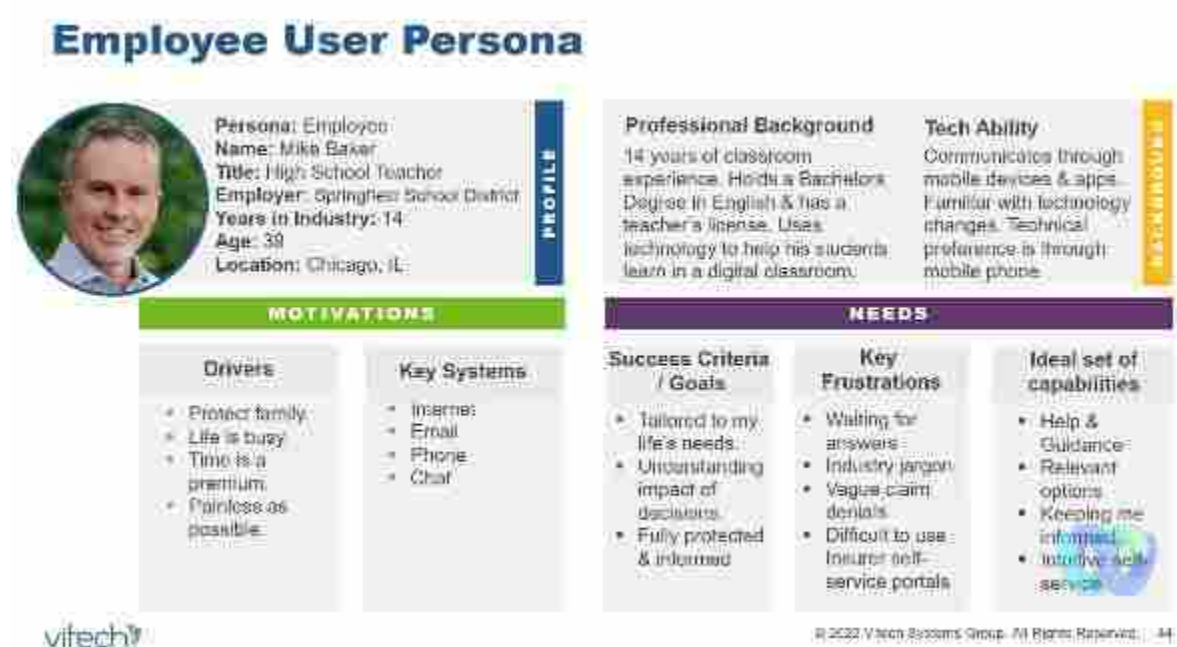 Employee User Persona
Persona: Employee
Name: Mike Baker
Title: High School Teacher
Employer: Springfield School District
Years in Industry: 14
Age: 39
Location: Chicago, IL
PROFILE
Professional Background
14 years of classroom
experience. Holds a Bachelors
Degree in English & has a
teacher's license. Uses
technology to help his students
learn in a digital classroom.
Tech Ability
Communicates through
mobile devices & apps.
Familiar with technology
changes. Technical
preference is through
mobile phone
BACKGROUND
MOTIVATIONS
Drivers
• Protect family.
• Life is busy
• Time is a
premium.
• Painless as
possible.
Key Systems
• Internet
• Email
• Phone
• Chat
NEEDS
Success Criteria
/ Goals
• Tailored to my
life's needs.
• Understanding
impact of
decisions.
• Fully protected
& informed
Key
Frustrations
• Waiting for
answers
• Industry jargon
• Vague claim
denials
• Difficult to use
Insurer self-
service portals
Ideal set of
capabilities
• Help &
Guidance
• Relevant
options
• Keeping me
informed
• Intuitive self-
service
vitech
© 2022 Vitech Systems Group. All Rights Reserved. | 44